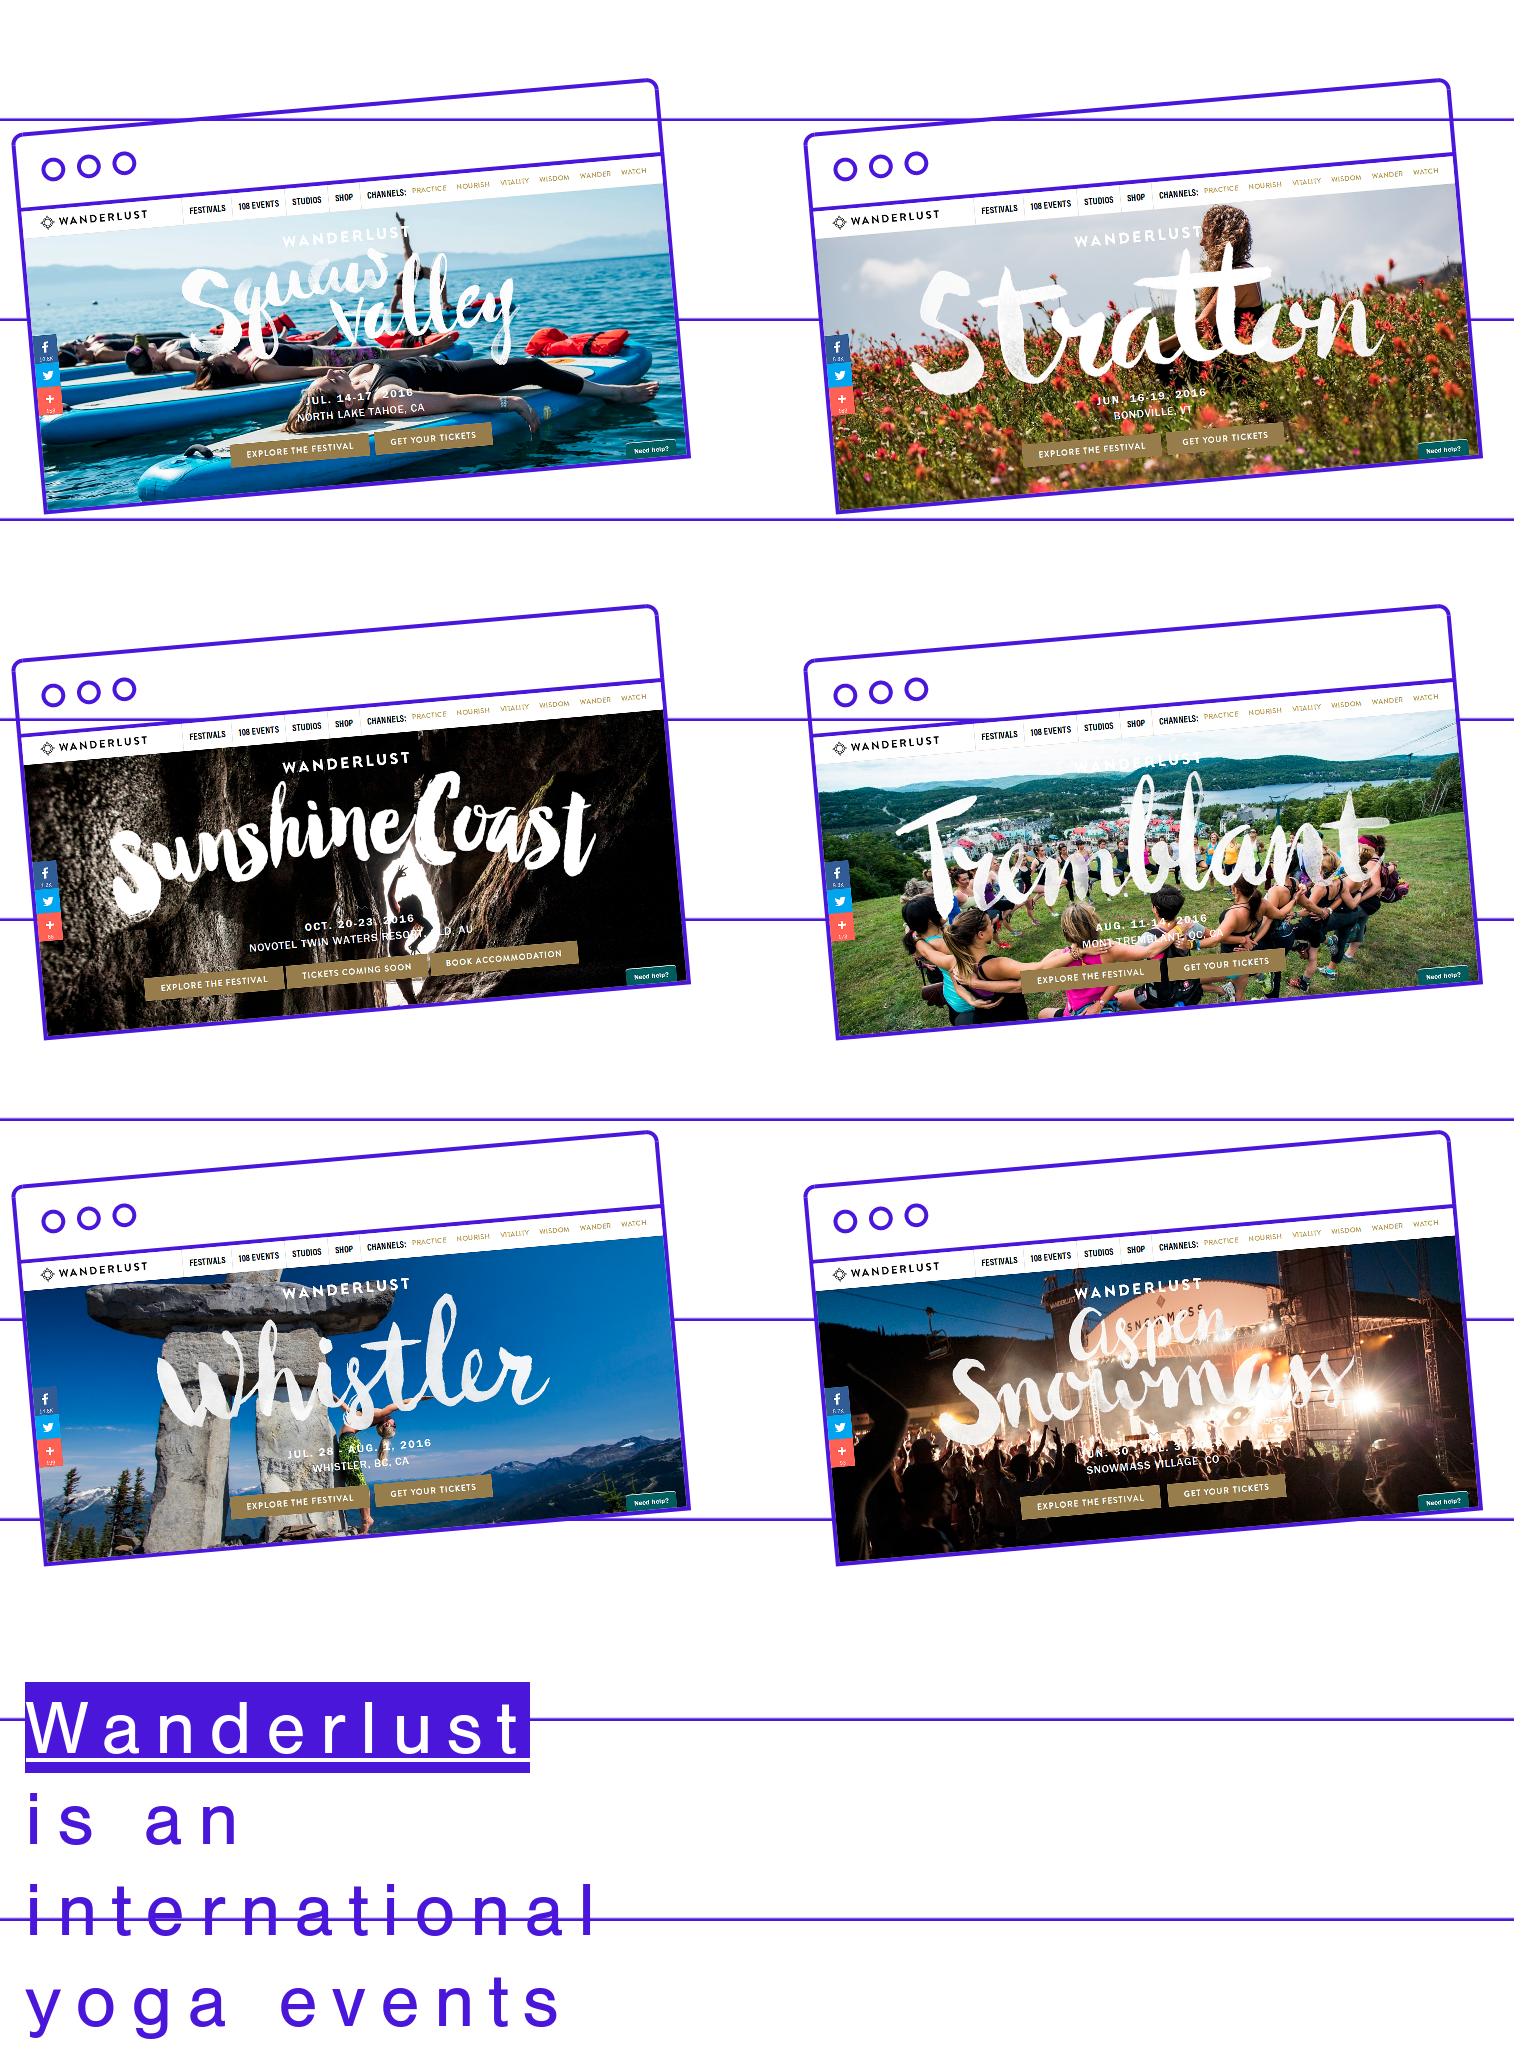 WANDERLUST
FESTIVALS 108 EVENTS STUDIOS SHOP CHANNELS: PRACTICE NOURISH VITALITY WISDOM WANDER WATCH
WANDERLUST
Squaw
Valley
JUL. 14-17, 2016
NORTH LAKE TAHOE, CA
EXPLORE THE FESTIVAL GET YOUR TICKETS
Need help?
WANDERLUST
FESTIVALS 108 EVENTS STUDIOS SHOP CHANNELS: PRACTICE NOURISH VITALITY WISDOM WANDER WATCH
WANDERLUST
Stratton
JUN. 16-19, 2016
BONDVILLE, VT
EXPLORE THE FESTIVAL GET YOUR TICKETS
Need help?
WANDERLUST
FESTIVALS 108 EVENTS STUDIOS SHOP CHANNELS: PRACTICE NOURISH VITALITY WISDOM WANDER WATCH
WANDERLUST
Sunshine Coast
OCT. 20-23, 2016
NOVOTEL TWIN WATERS RESORT, QLD, AU
EXPLORE THE FESTIVAL TICKETS COMING SOON BOOK ACCOMMODATION
Need help?
WANDERLUST
FESTIVALS 108 EVENTS STUDIOS SHOP CHANNELS: PRACTICE NOURISH VITALITY WISDOM WANDER WATCH
WANDERLUST
Tremblant
AUG. 11-14, 2016
MONT-TREMBLANT, QC, CA
EXPLORE THE FESTIVAL GET YOUR TICKETS
Need help?
WANDERLUST
FESTIVALS 108 EVENTS STUDIOS SHOP CHANNELS: PRACTICE NOURISH VITALITY WISDOM WANDER WATCH
WANDERLUST
Whistler
JUL. 28 - AUG. 1, 2016
WHISTLER, BC, CA
EXPLORE THE FESTIVAL GET YOUR TICKETS
Need help?
WANDERLUST
FESTIVALS 108 EVENTS STUDIOS SHOP CHANNELS: PRACTICE NOURISH VITALITY WISDOM WANDER WATCH
WANDERLUST
SNOWMASS
Aspen
Snowmass
SNOWMASS VILLAGE, CO
EXPLORE THE FESTIVAL GET YOUR TICKETS
Need help?
Wanderlust
is an
international
yoga events